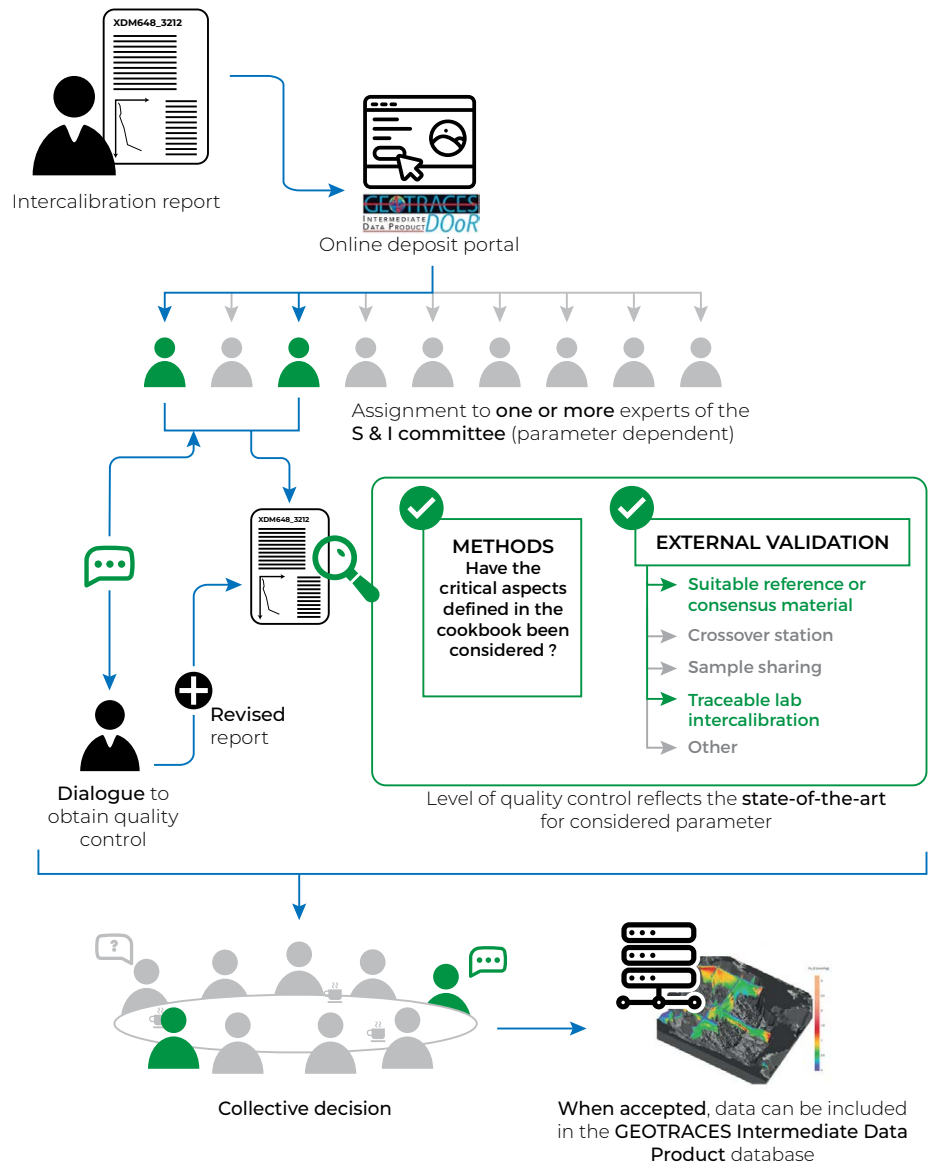 XDM648_3212
Intercalibration report
GEOTRACES
INTERMEDIATE
DATA PRODUCT DOoR
Online deposit portal
Assignment to one or more experts of the
S & I committee (parameter dependent)
XDM648_3212
METHODS
Have the
critical aspects
defined in the
cookbook been
considered ?
EXTERNAL VALIDATION
Suitable reference or
consensus material
Crossover station
Sample sharing
Traceable lab
intercalibration
Other
Revised
report
Dialogue to
obtain quality
control
Level of quality control reflects the state-of-the-art
for considered parameter
?
Collective decision
When accepted, data can be included
in the GEOTRACES Intermediate Data
Product database